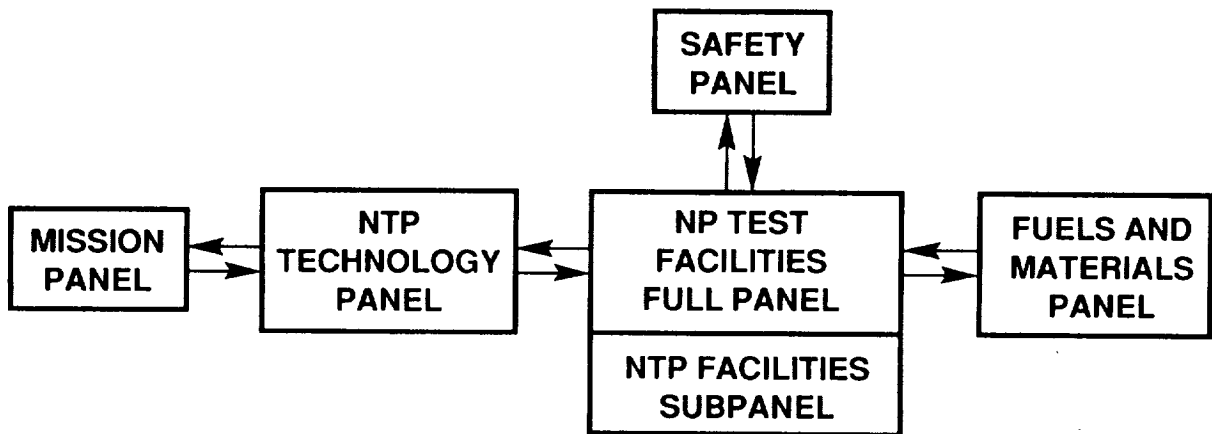 SAFETY
PANEL
MISSION
PANEL
NTP
TECHNOLOGY
PANEL
NP TEST
FACILITIES
FULL PANEL
NTP FACILITIES
SUBPANEL
FUELS AND
MATERIALS
PANEL